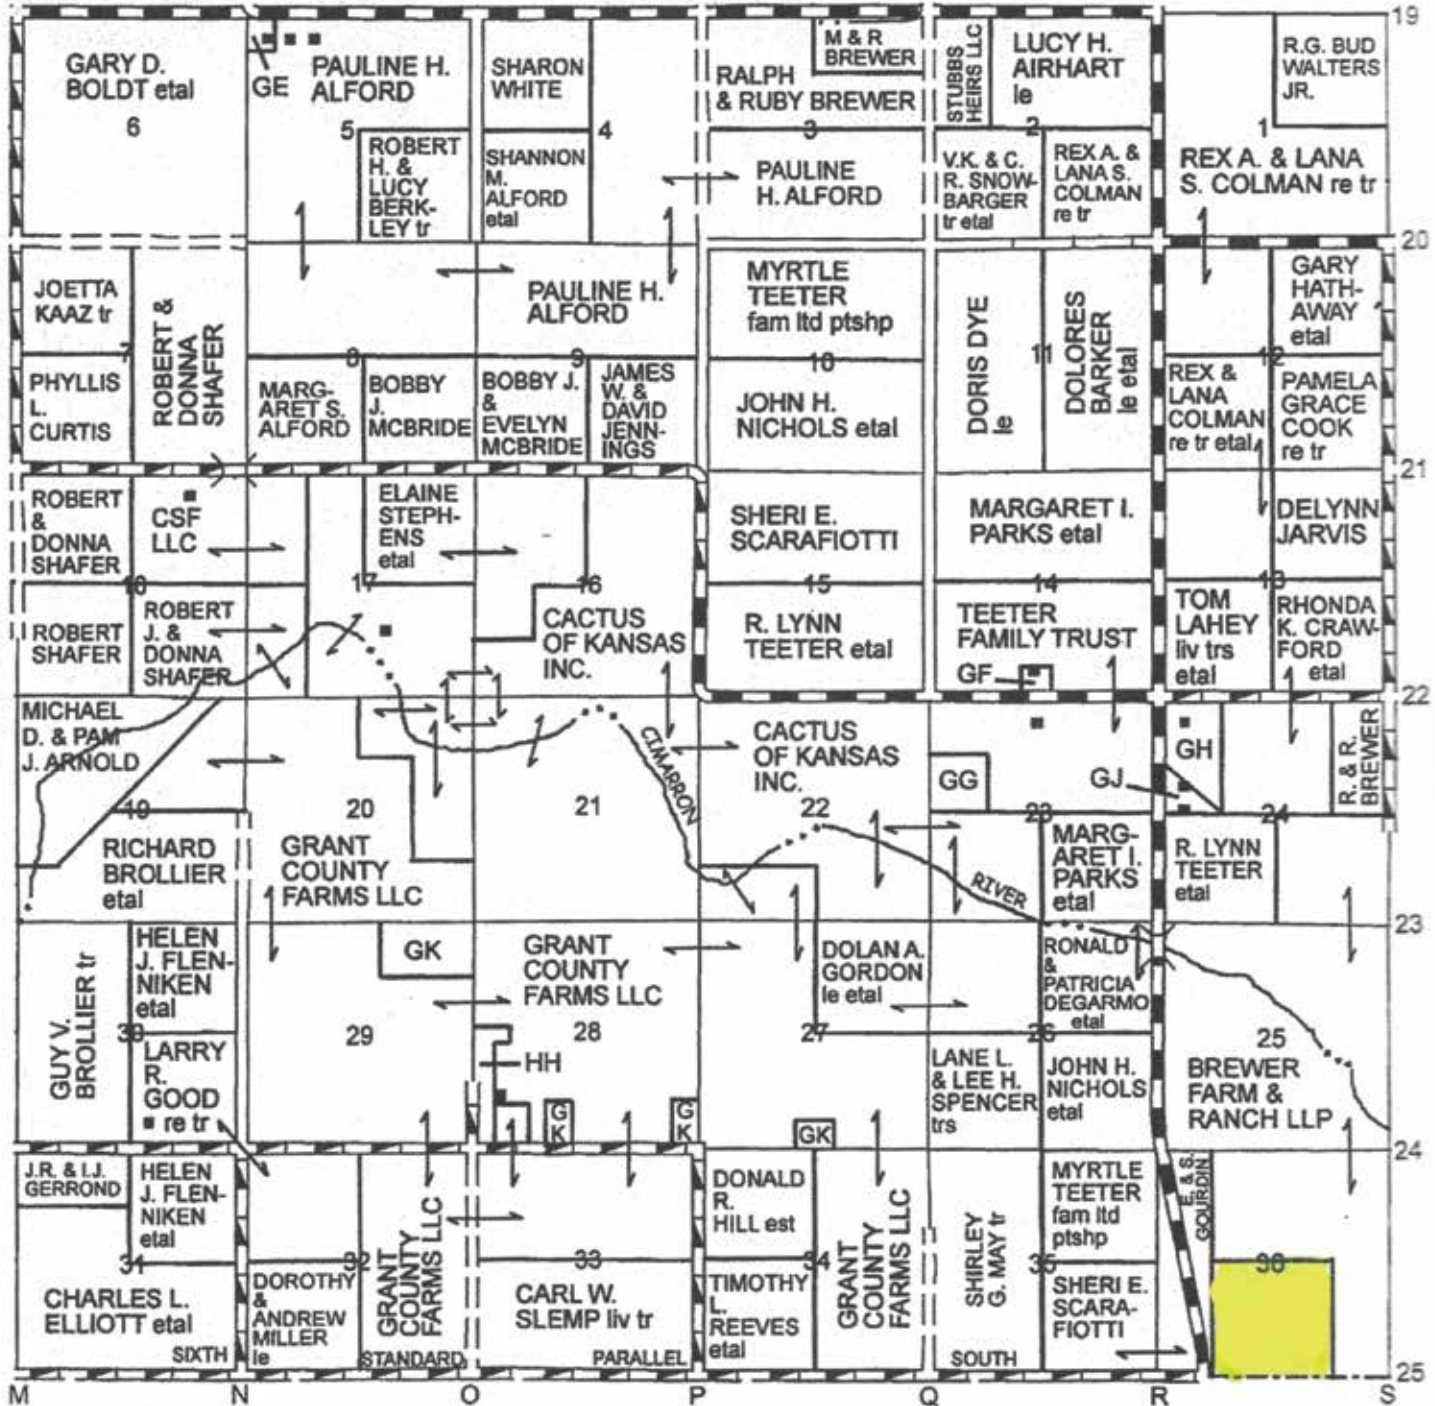 19
GARY D.
BOLDT etal
6
GE
PAULINE H.
ALFORD
5
ROBERT
H. &
LUCY
BERK-
LEY tr
SHARON
WHITE
4
SHANNON
M.
ALFORD
etal
M & R
BREWER
RALPH
& RUBY BREWER
3
PAULINE
H. ALFORD
STUBBS
HEIRS LLC
LUCY H.
AIRHART
le
2
V.K. & C.
R. SNOW-
BARGER
tr etal
REX A. &
LANA S.
COLMAN
re tr
R.G. BUD
WALTERS
JR.
1
REX A. & LANA
S. COLMAN re tr
20
JOETTA
KAAZ tr
7
PHYLLIS
L.
CURTIS
ROBERT &
DONNA
SHAFER
8
MARG-
ARET S.
ALFORD
BOBBY
J.
MCBRIDE
PAULINE H.
ALFORD
9
BOBBY J.
&
EVELYN
MCBRIDE
JAMES
W. &
DAVID
JENN-
INGS
MYRTLE
TEETER
fam ltd ptshp
10
JOHN H.
NICHOLS etal
DORIS DYE
le
11
DOLORES
BARKER
le etal
GARY
HATH-
AWAY
etal
12
REX &
LANA
COLMAN
re tr etal
PAMELA
GRACE
COOK
re tr
21
ROBERT
&
DONNA
SHAFER
CSF
LLC
18
ROBERT
SHAFER
ROBERT
J. &
DONNA
SHAFER
ELAINE
STEPH-
ENS
etal
17
16
CACTUS
OF KANSAS
INC.
SHERI E.
SCARAFIOTTI
15
R. LYNN
TEETER etal
MARGARET I.
PARKS etal
14
TEETER
FAMILY TRUST
GF
DELYNN
JARVIS
13
TOM
LAHEY
liv trs
etal
RHONDA
K. CRAW-
FORD
etal
22
MICHAEL
D. & PAM
J. ARNOLD
19
RICHARD
BROLLIER
etal
20
GRANT
COUNTY
FARMS LLC
21
CIMARRON
CACTUS
OF KANSAS
INC.
22
GG
GJ
23
MARG-
ARET I.
PARKS
etal
RIVER
GH
R. & R.
BREWER
24
R. LYNN
TEETER
etal
23
GUY V.
BROLLIER tr
HELEN
J. FLEN-
NIKEN
etal
30
LARRY
R.
GOOD
re tr
GK
29
GRANT
COUNTY
FARMS LLC
28
HH
G
K
G
K
DOLAN A.
GORDON
le etal
27
GK
RONALD
&
PATRICIA
DEGARMO
etal
26
LANE L.
& LEE H.
SPENCER
trs
JOHN H.
NICHOLS
etal
25
BREWER
FARM &
RANCH LLP
24
J.R. & I.J.
GERROND
HELEN
J. FLEN-
NIKEN
etal
31
CHARLES L.
ELLIOTT etal
SIXTH
32
DOROTHY
&
ANDREW
MILLER
le
GRANT
COUNTY
FARMS LLC
STANDARD
33
CARL W.
SLEMP liv tr
PARALLEL
DONALD
R.
HILL est
34
TIMOTHY
L.
REEVES
etal
GRANT
COUNTY
FARMS LLC
SHIRLEY
G. MAY tr
SOUTH
MYRTLE
TEETER
fam ltd
ptshp
35
SHERI E.
SCARA-
FIOTTI
E. & S.
GOURDIN
36
25
M N O P Q R S